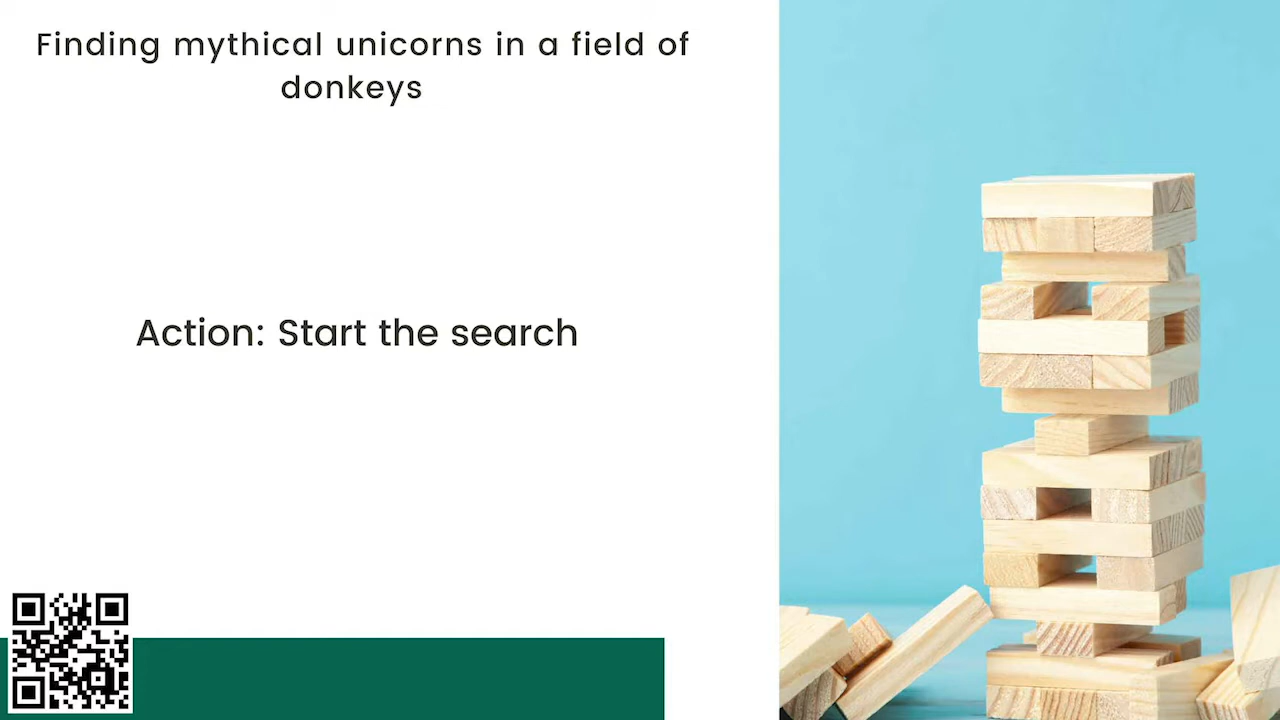 Finding mythical unicorns in a field of
donkeys
Action: Start the search